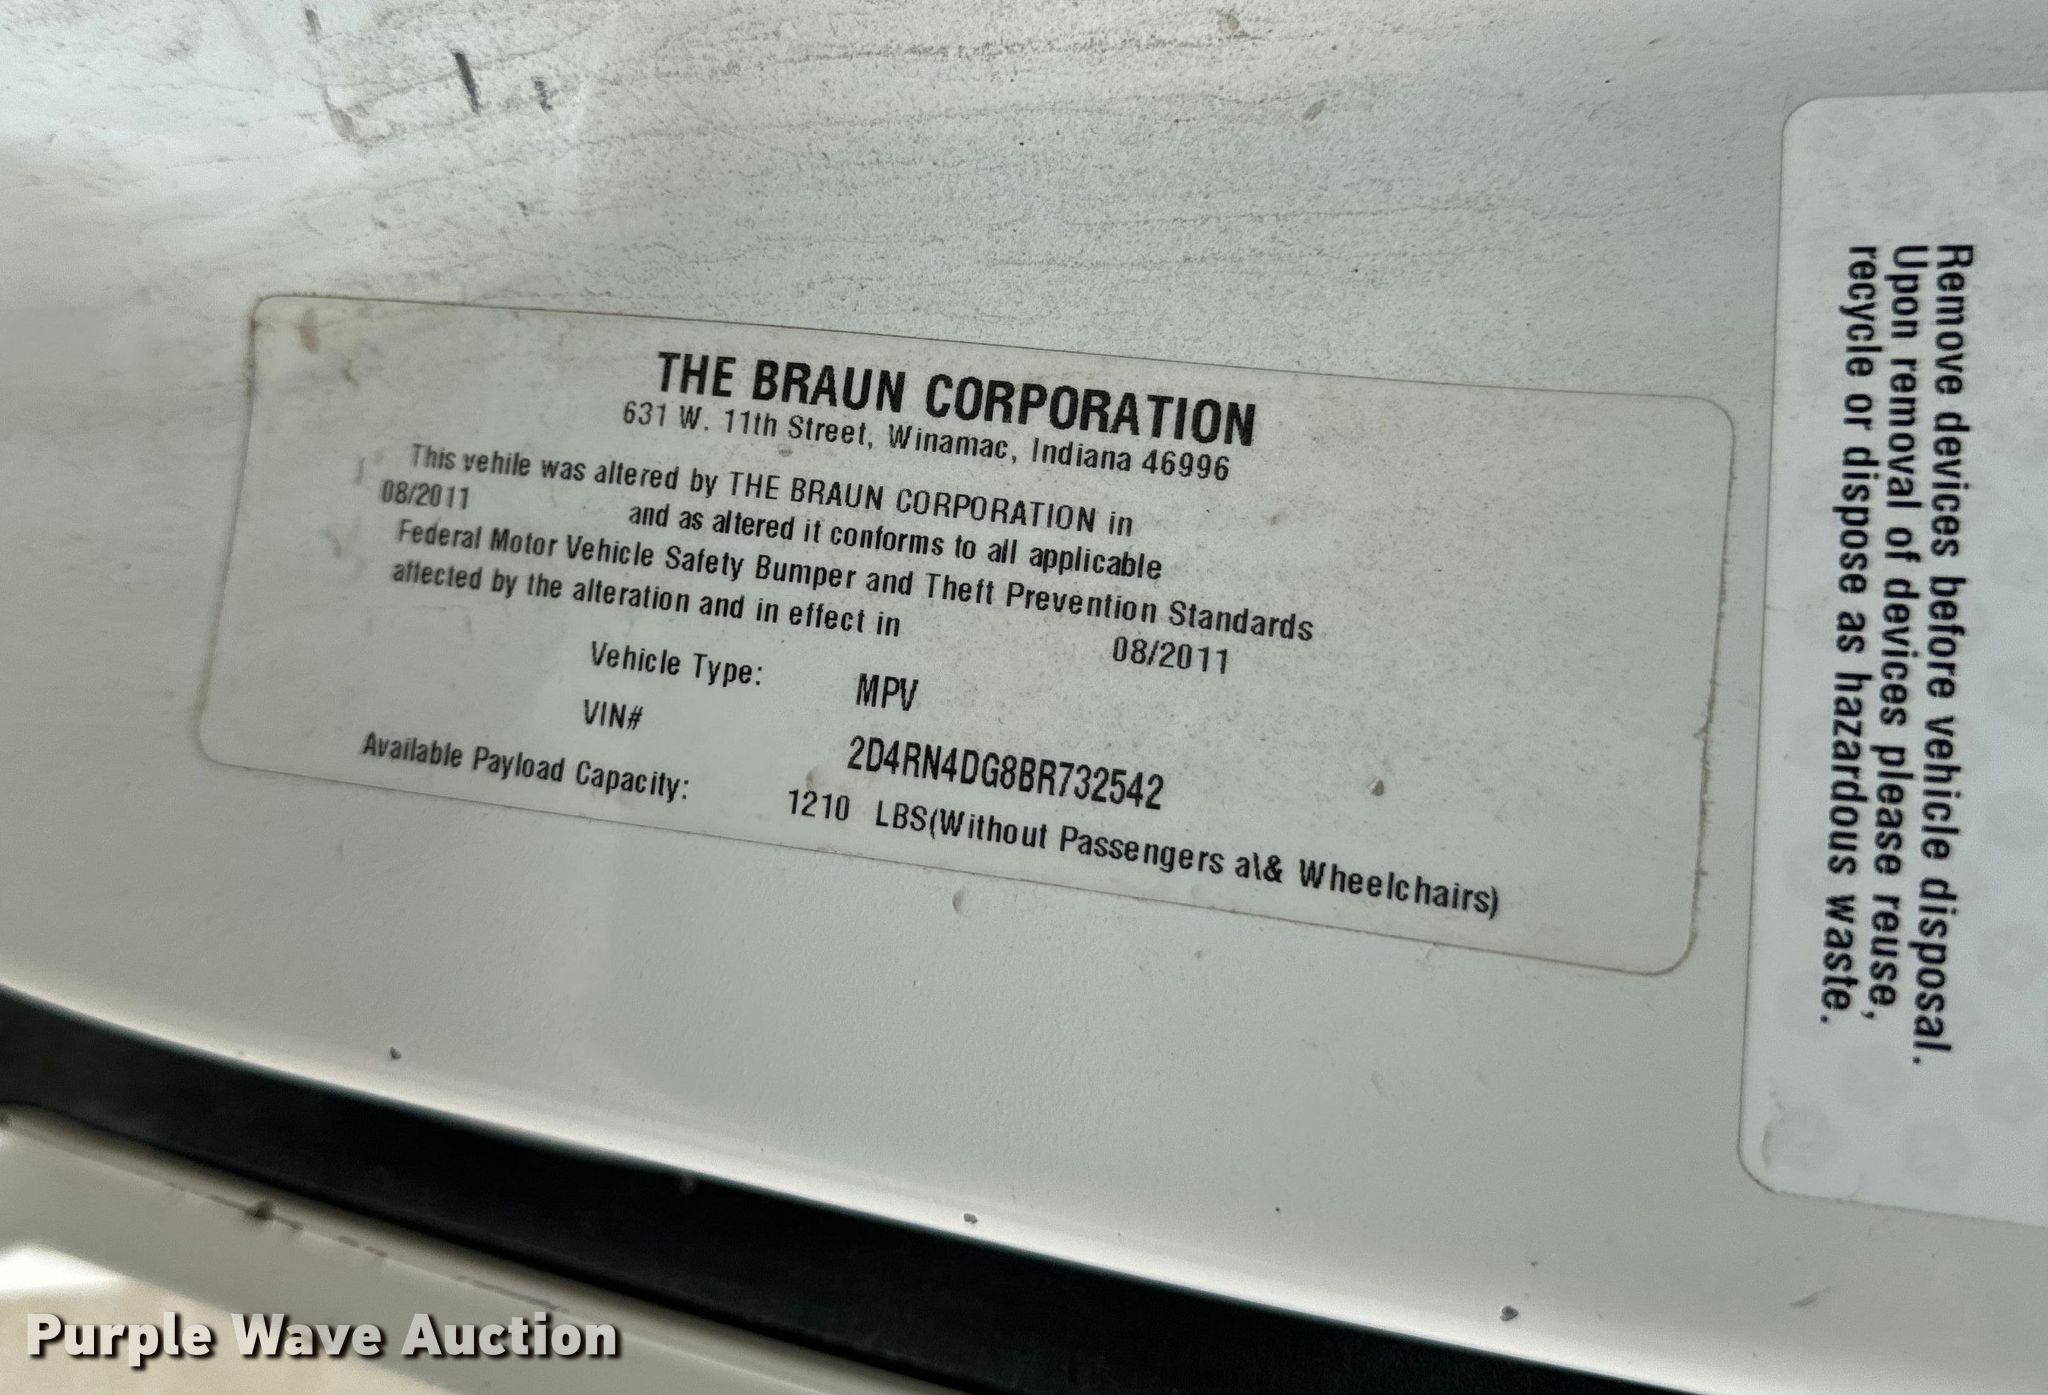 THE BRAUN CORPORATION
631 W. 11th Street, Winamac, Indiana 46996
This vehile was altered by THE BRAUN CORPORATION in
08/2011 and as altered it conforms to all applicable
Federal Motor Vehicle Safety Bumper and Theft Prevention Standards
affected by the alteration and in effect in 08/2011
Vehicle Type: MPV
VIN# 2D4RN4DG8BR732542
Available Payload Capacity: 1210 LBS(Without Passengers a\& Wheelchairs)
Remove devices before vehicle disposal.
Upon removal of devices please reuse,
recycle or dispose as hazardous waste.
Purple Wave Auction